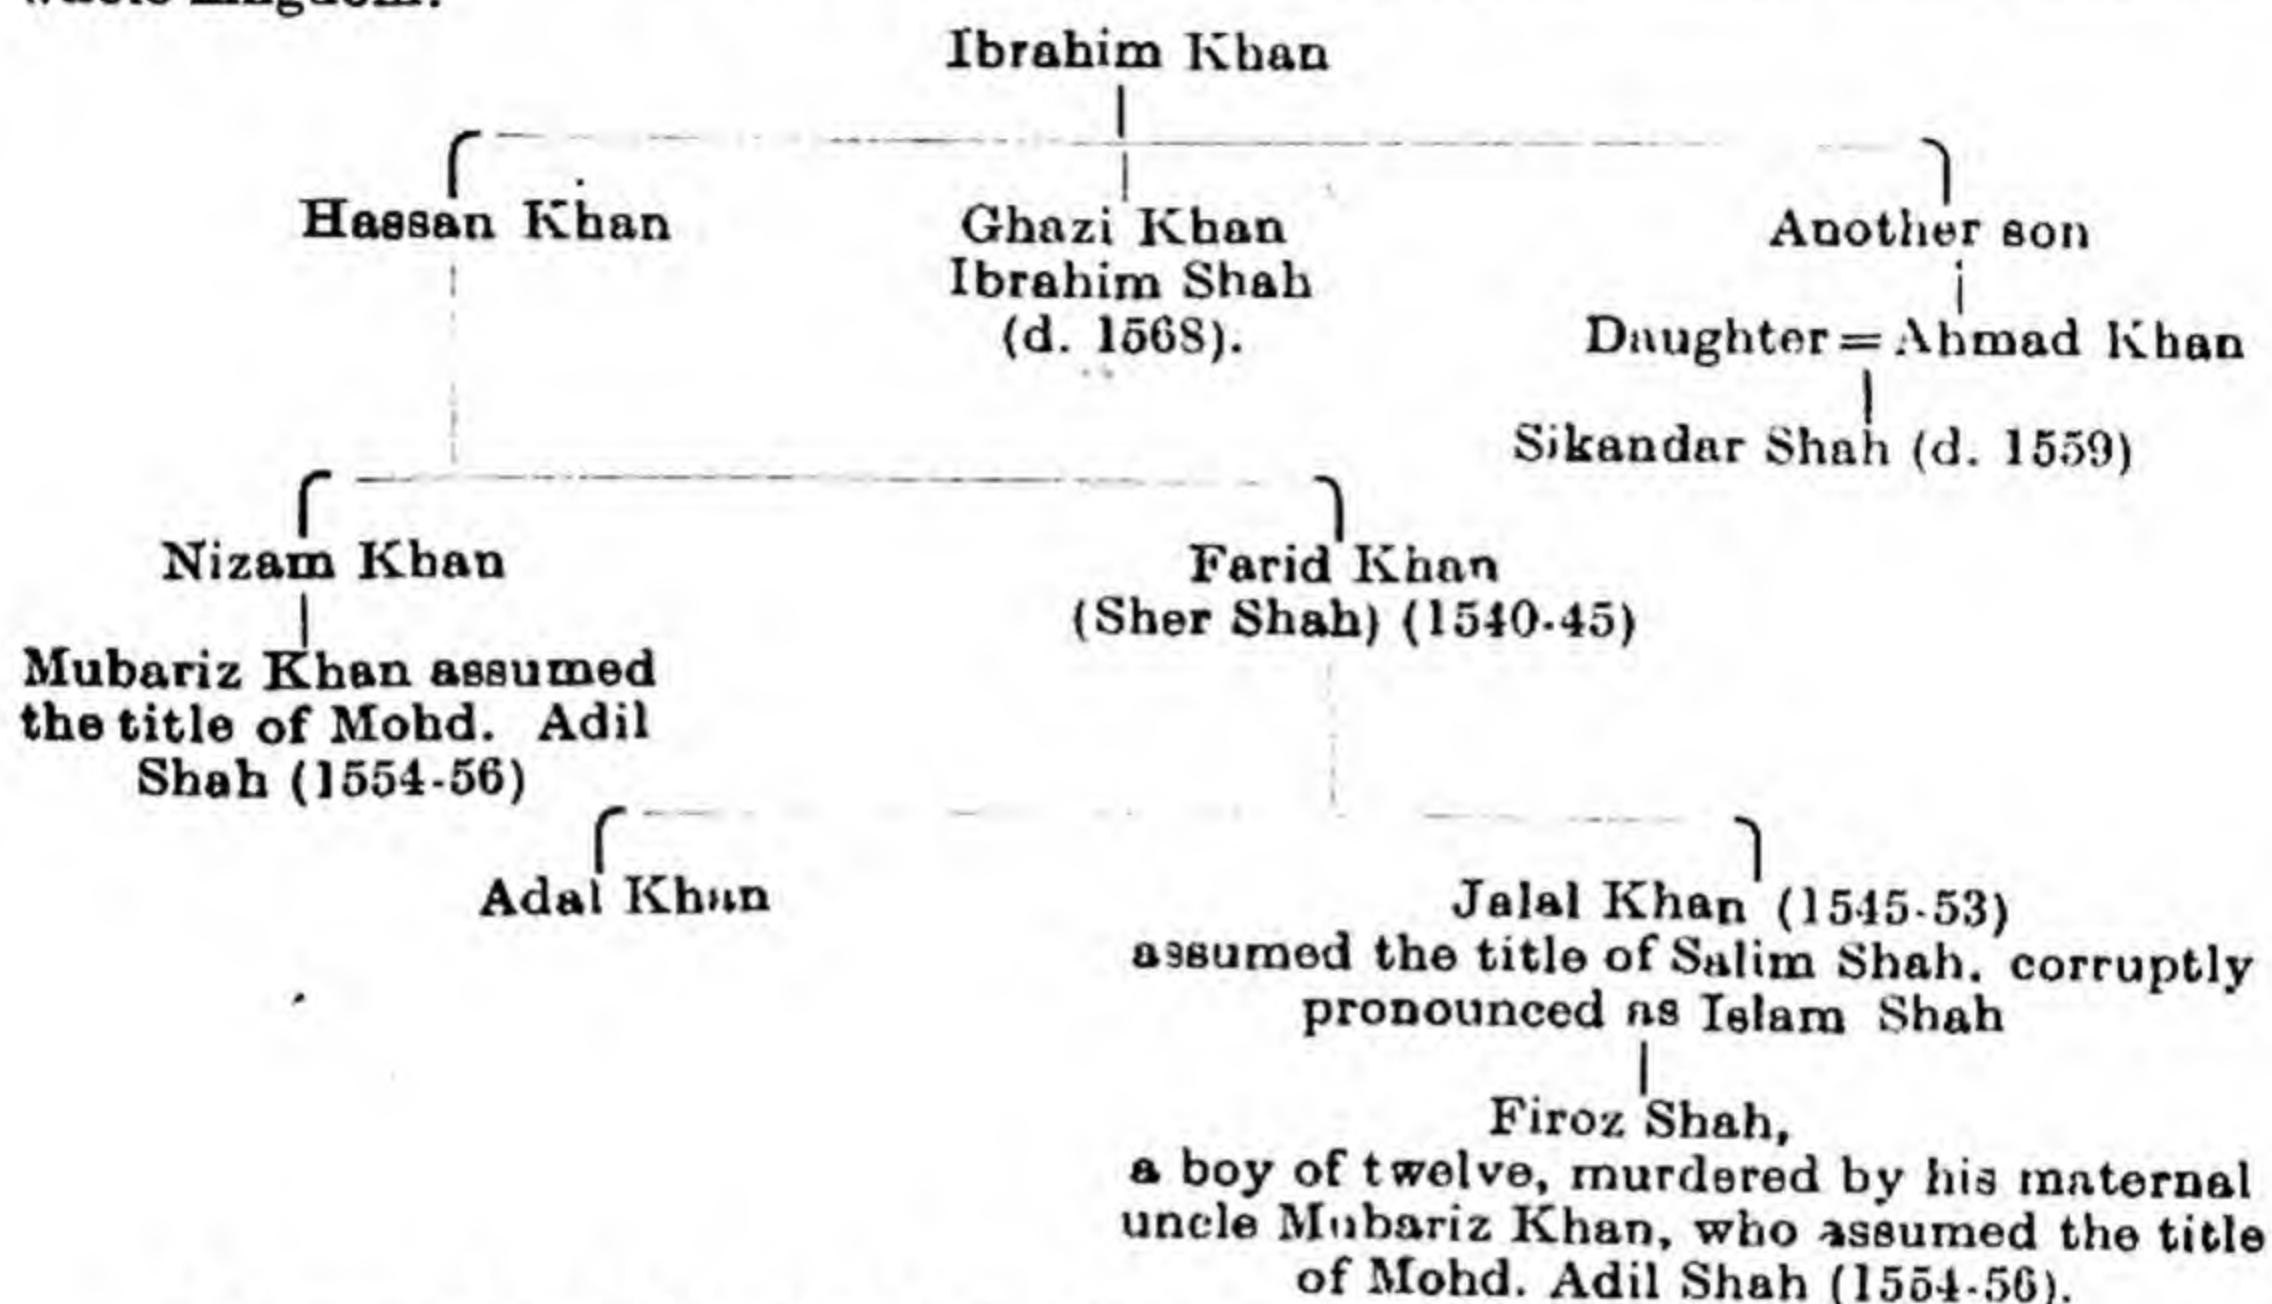 Ibrahim Khan
Hassan Khan
Ghazi Khan
Ibrahim Shah
(d. 1568).
Another son
Daughter = Ahmad Khan
Sikandar Shah (d. 1559)
Nizam Khan
Farid Khan
(Sher Shah) (1540-45)
Mubariz Khan assumed
the title of Mohd. Adil
Shah (1554-56)
Adal Khan
Jalal Khan (1545-53)
assumed the title of Salim Shah. corruptly
pronounced as Islam Shah
Firoz Shah,
a boy of twelve, murdered by his maternal
uncle Mubariz Khan, who assumed the title
of Mohd. Adil Shah (1554-56).